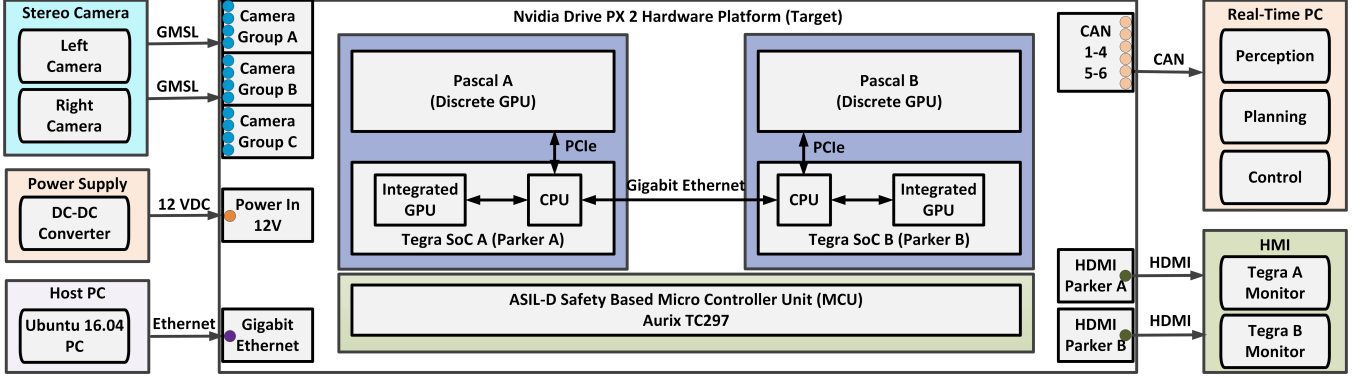 Stereo Camera
Left
Camera
Right
Camera
GMSL
GMSL
Power Supply
DC-DC
Converter
12 VDC
Host PC
Ubuntu 16.04
PC
Ethernet
Nvidia Drive PX 2 Hardware Platform (Target)
Camera
Group A
Camera
Group B
Camera
Group C
Power In
12V
Gigabit
Ethernet
Pascal A
(Discrete GPU)
PCIe
Integrated
GPU
CPU
Tegra SoC A (Parker A)
Gigabit Ethernet
Pascal B
(Discrete GPU)
PCIe
CPU
Integrated
GPU
Tegra SoC B (Parker B)
ASIL-D Safety Based Micro Controller Unit (MCU)
Aurix TC297
CAN
1-4
5-6
CAN
HDMI
Parker A
HDMI
HDMI
Parker B
HDMI
Real-Time PC
Perception
Planning
Control
HMI
Tegra A
Monitor
Tegra B
Monitor